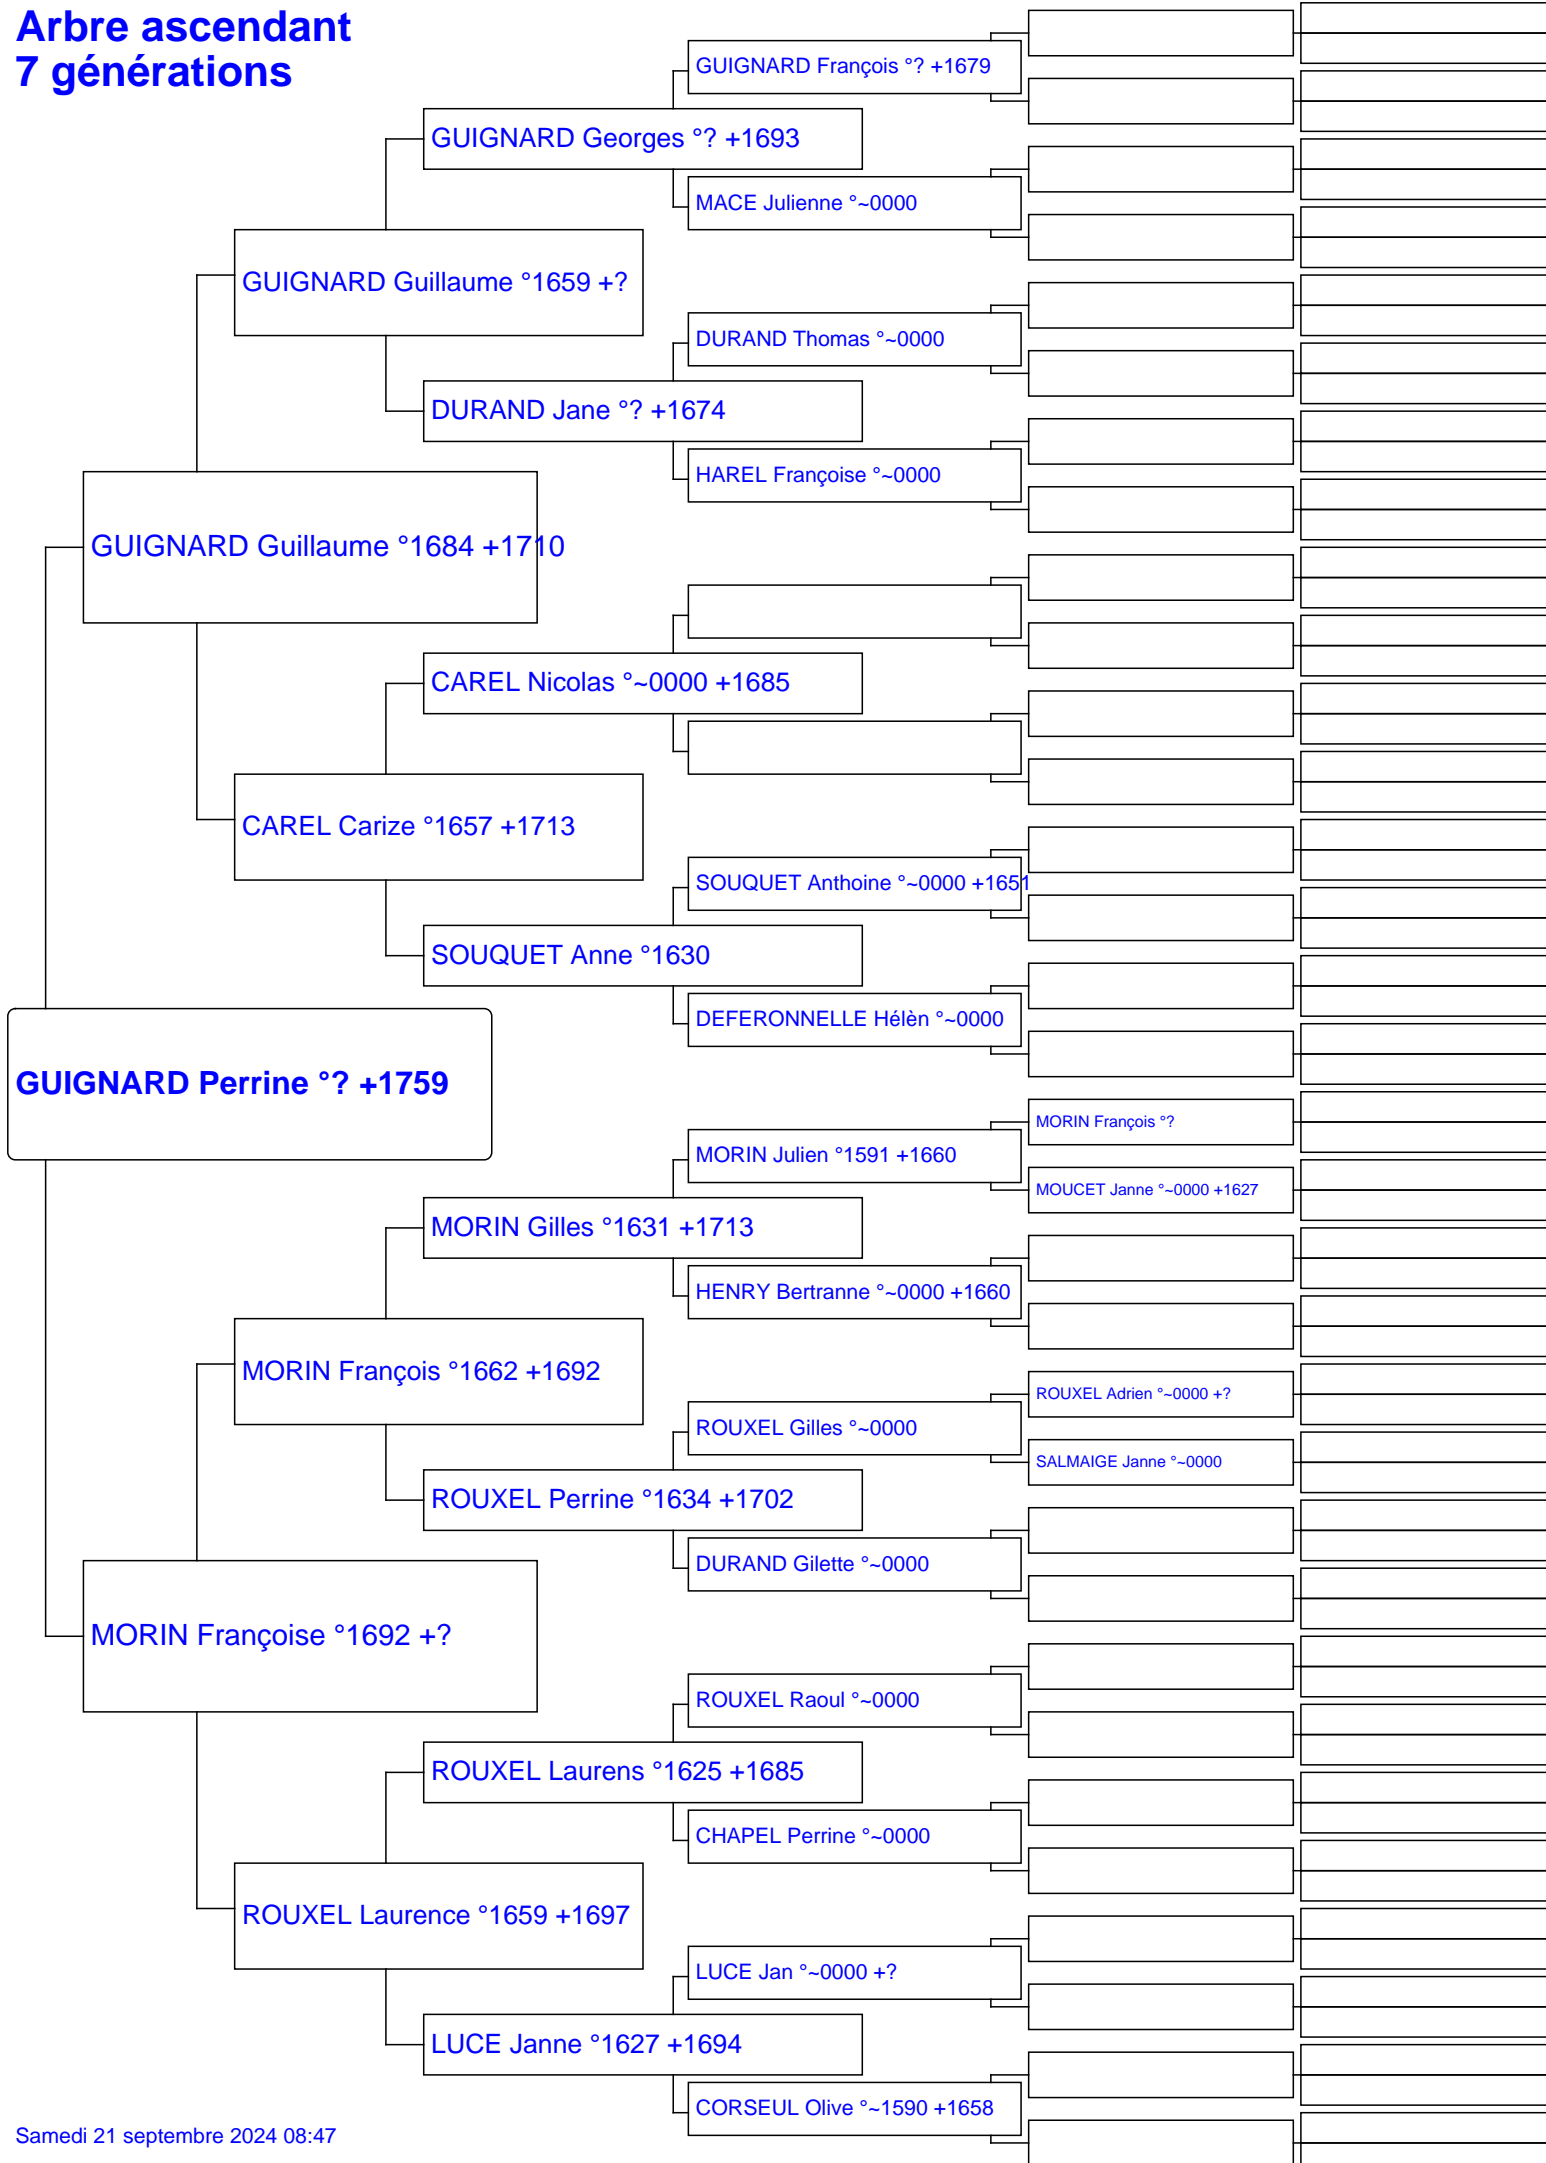 Arbre ascendant
7 générations
GUIGNARD François °? +1679
GUIGNARD Georges °? +1693
MACE Julienne °~0000
GUIGNARD Guillaume °1659 +?
DURAND Thomas °~0000
DURAND Jane °? +1674
HAREL Françoise °~0000
GUIGNARD Guillaume °1684 +1710
CAREL Nicolas °~0000 +1685
CAREL Carize °1657 +1713
SOUQUET Anthoine °~0000 +1651
SOUQUET Anne °1630
DEFERONNELLE Hélèn °~0000
GUIGNARD Perrine °? +1759
MORIN François °?
MORIN Julien °1591 +1660
MOUCET Janne °~0000 +1627
MORIN Gilles °1631 +1713
HENRY Bertranne °~0000 +1660
MORIN François °1662 +1692
ROUXEL Adrien °~0000 +?
ROUXEL Gilles °~0000
SALMAIGE Janne °~0000
ROUXEL Perrine °1634 +1702
DURAND Gilette °~0000
MORIN Françoise °1692 +?
ROUXEL Raoul °~0000
ROUXEL Laurens °1625 +1685
CHAPEL Perrine °~0000
ROUXEL Laurence °1659 +1697
LUCE Jan °~0000 +?
LUCE Janne °1627 +1694
CORSEUL Olive °~1590 +1658
Samedi 21 septembre 2024 08:47